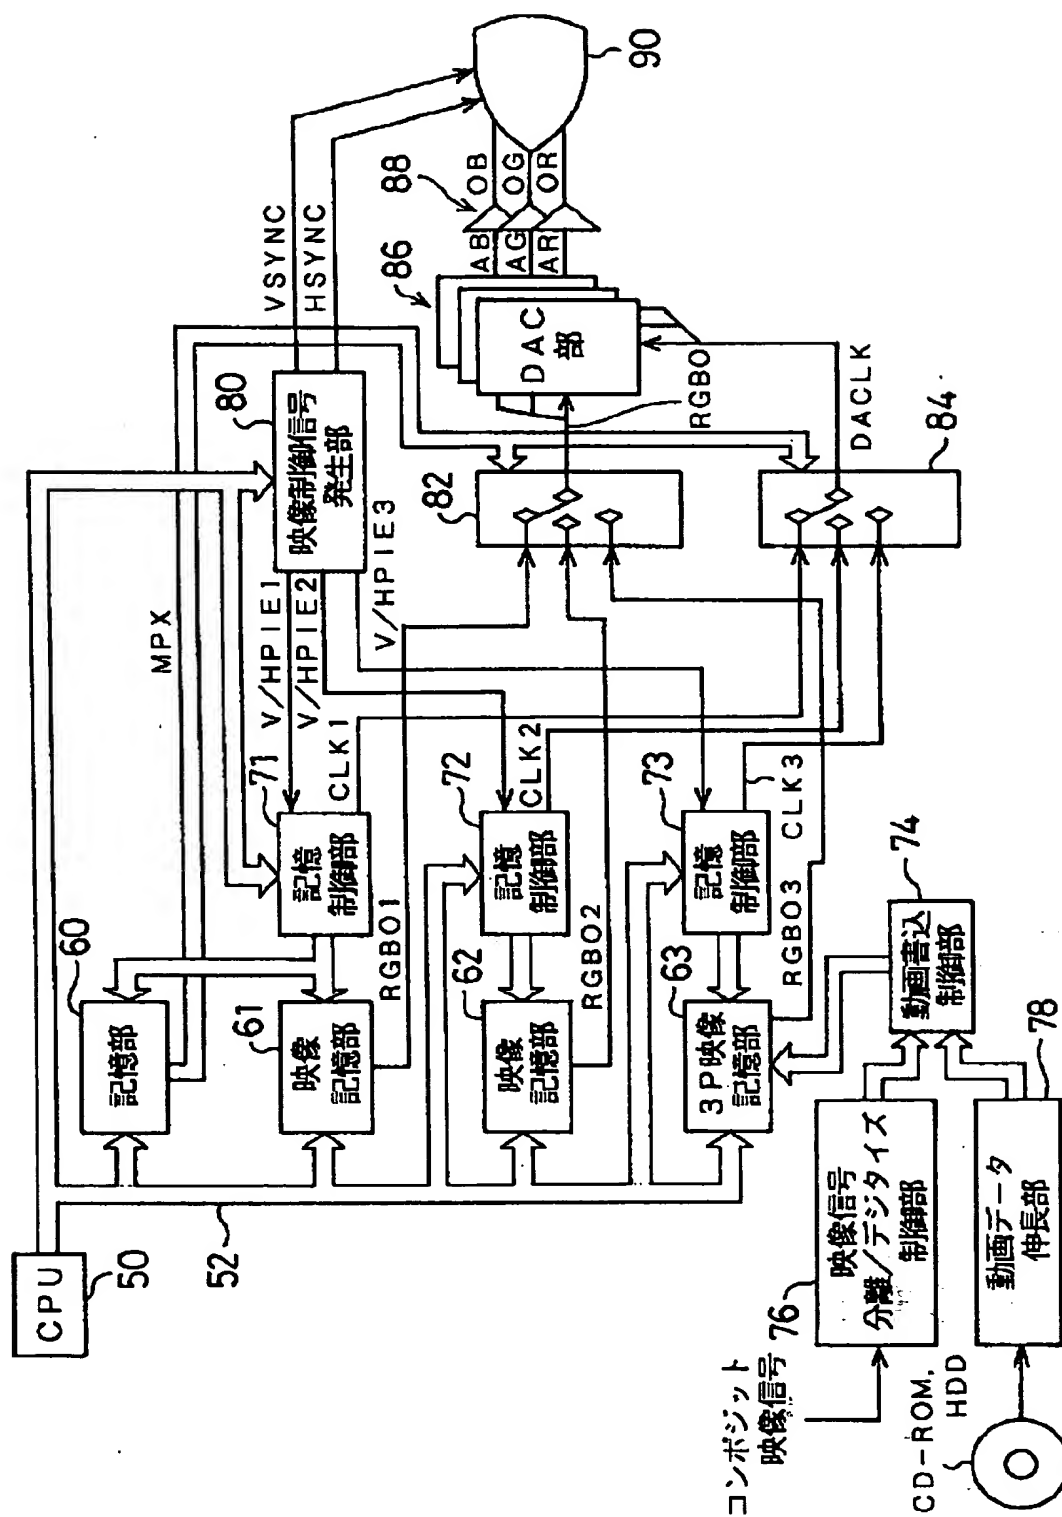 CPU
50
52
60
記憶部
MPX
61
映像
記憶部
71
記憶
制御部
V/HPIE1
V/HPIE2
V/HPIE3
CLK1
RGBO1
80
映像制御信号
発生部
VSYNC
HSYNC
62
映像
記憶部
72
記憶
制御部
CLK2
RGBO2
82
86
DAC
部
RGBO
AB
AG
AR
88
OB
OG
OR
90
63
3P映像
記憶部
73
記憶
制御部
CLK3
RGBO3
84
DACLK
74
動画書込
制御部
コンポジット
映像信号
76
映像信号
分離/デジタイズ
制御部
CD-ROM,
HDD
78
動画データ
伸長部